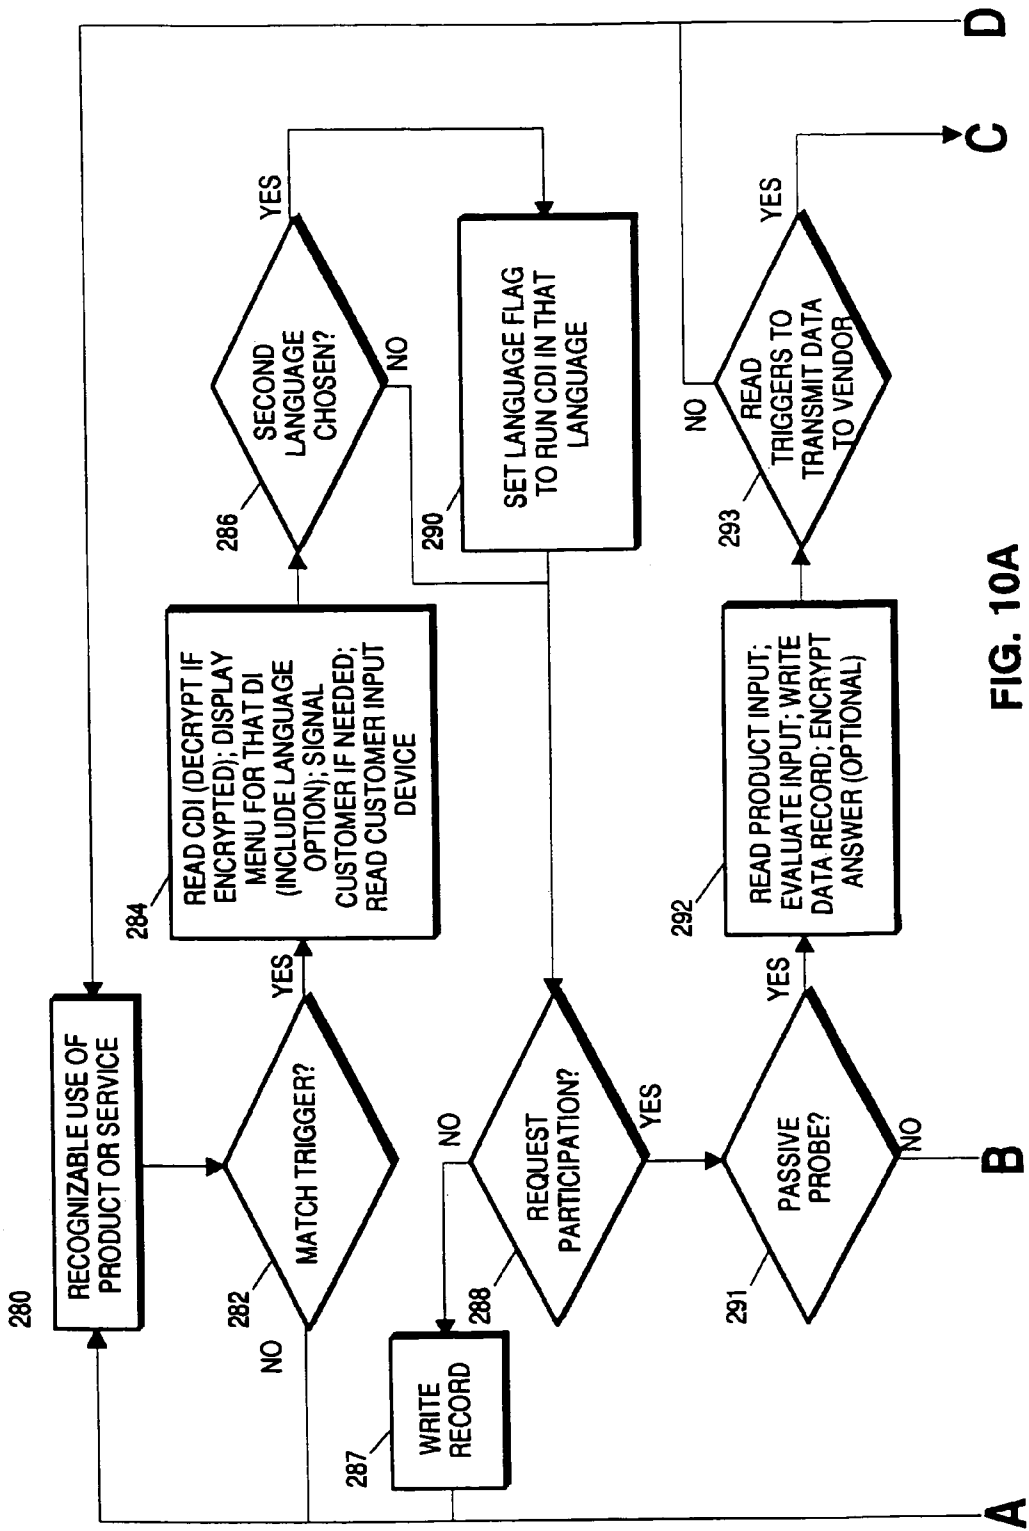 280
RECOGNIZABLE USE OF
PRODUCT OR SERVICE
282
MATCH TRIGGER?
NO
YES
284
READ CDI (DECRYPT IF
ENCRYPTED); DISPLAY
MENU FOR THAT DI
(INCLUDE LANGUAGE
OPTION); SIGNAL
CUSTOMER IF NEEDED;
READ CUSTOMER INPUT
DEVICE
286
SECOND
LANGUAGE
CHOSEN?
YES
NO
287
WRITE
RECORD
288
REQUEST
PARTICIPATION?
NO
YES
290
SET LANGUAGE FLAG
TO RUN CDI IN THAT
LANGUAGE
291
PASSIVE
PROBE?
YES
NO
292
READ PRODUCT INPUT;
EVALUATE INPUT; WRITE
DATA RECORD; ENCRYPT
ANSWER (OPTIONAL)
293
READ
TRIGGERS TO
TRANSMIT DATA
TO VENDOR
NO
YES
A
B
C
D
FIG. 10A